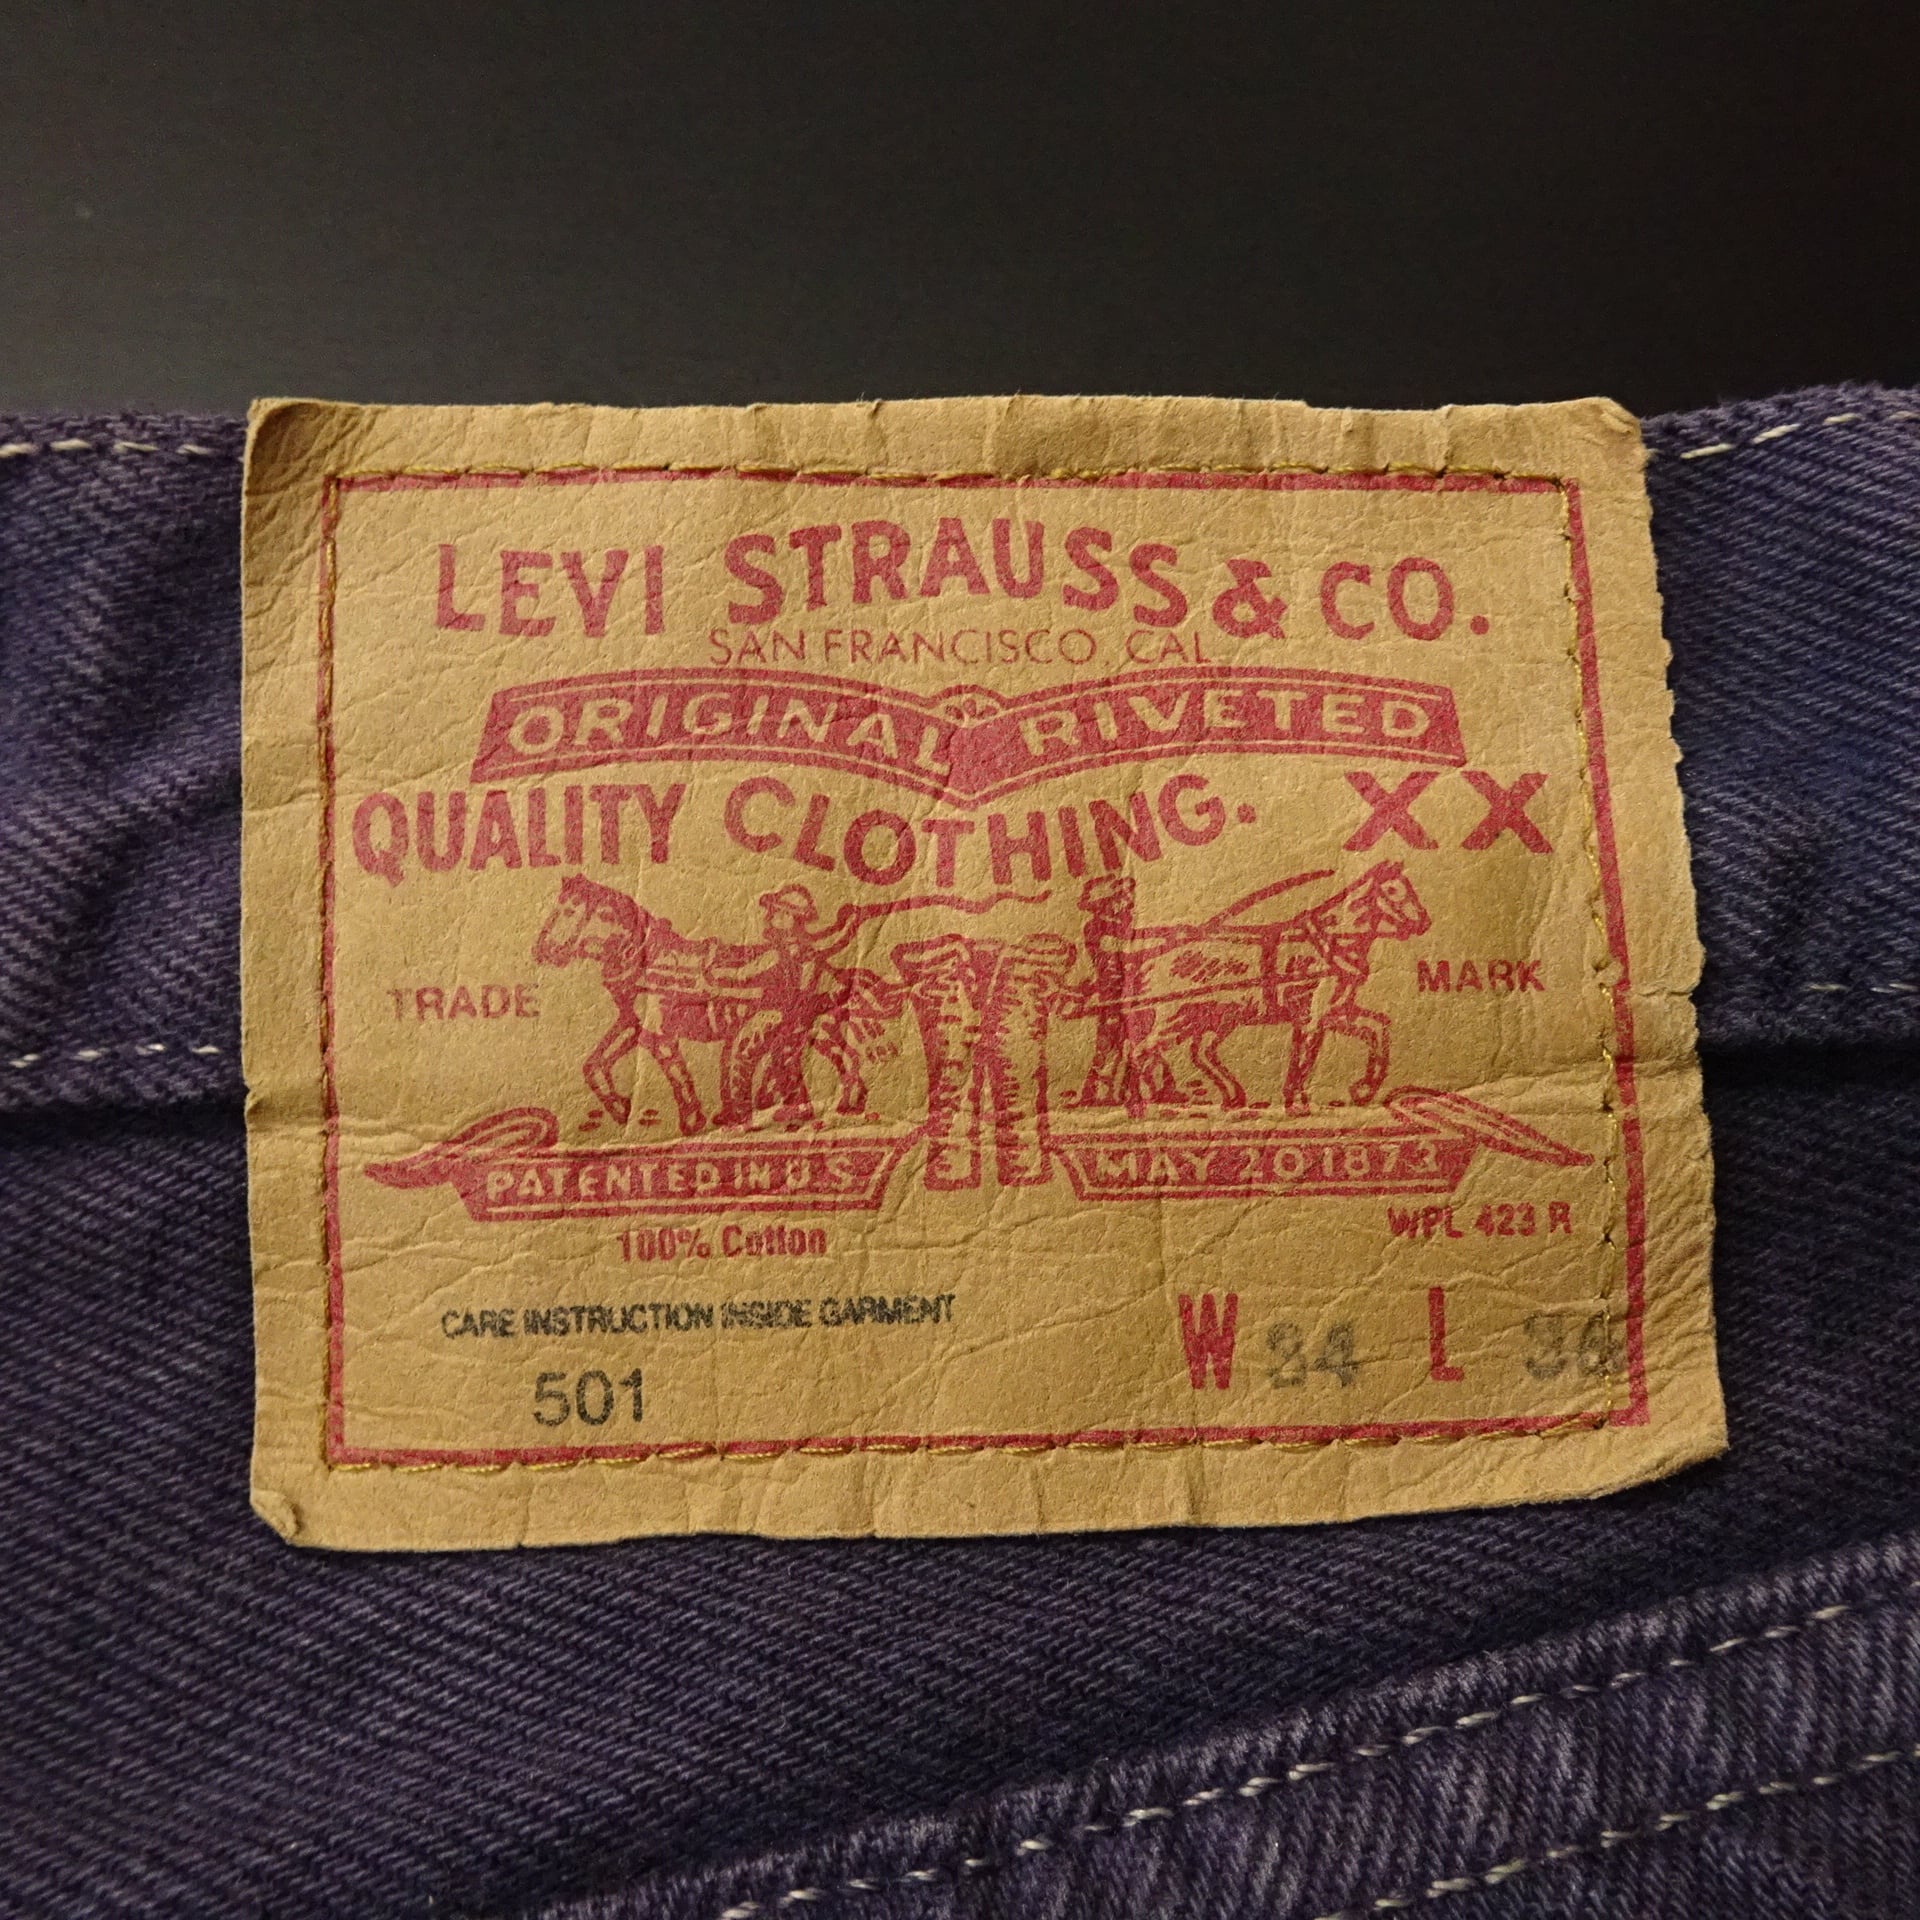 LEVI STRAUSS & CO.
SAN FRANCISCO, CAL
ORIGINAL RIVETED
QUALITY CLOTHING. XX
TRADE MARK
PATENTED IN U.S. MAY 20 1873
100% Cotton WPL 423 R
CARE INSTRUCTION INSIDE GARMENT
501 W 34 L 36